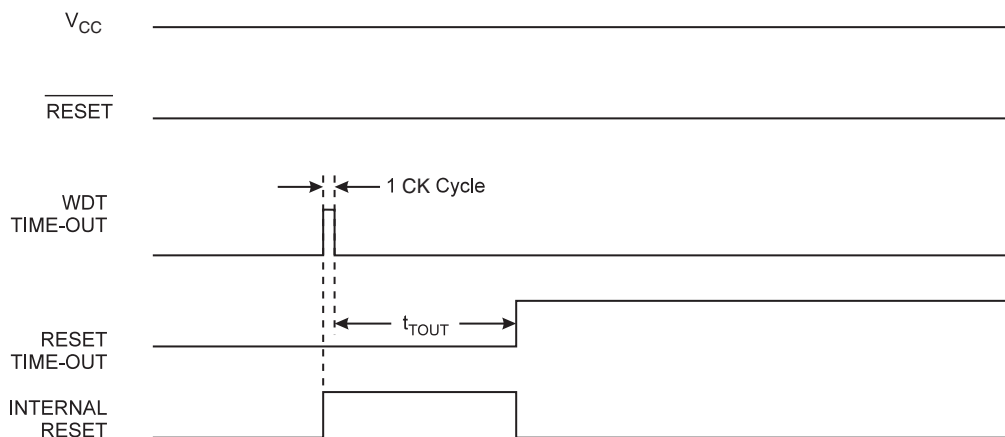 VCC
RESET
1 CK Cycle
WDT
TIME-OUT
tTOUT
RESET
TIME-OUT
INTERNAL
RESET